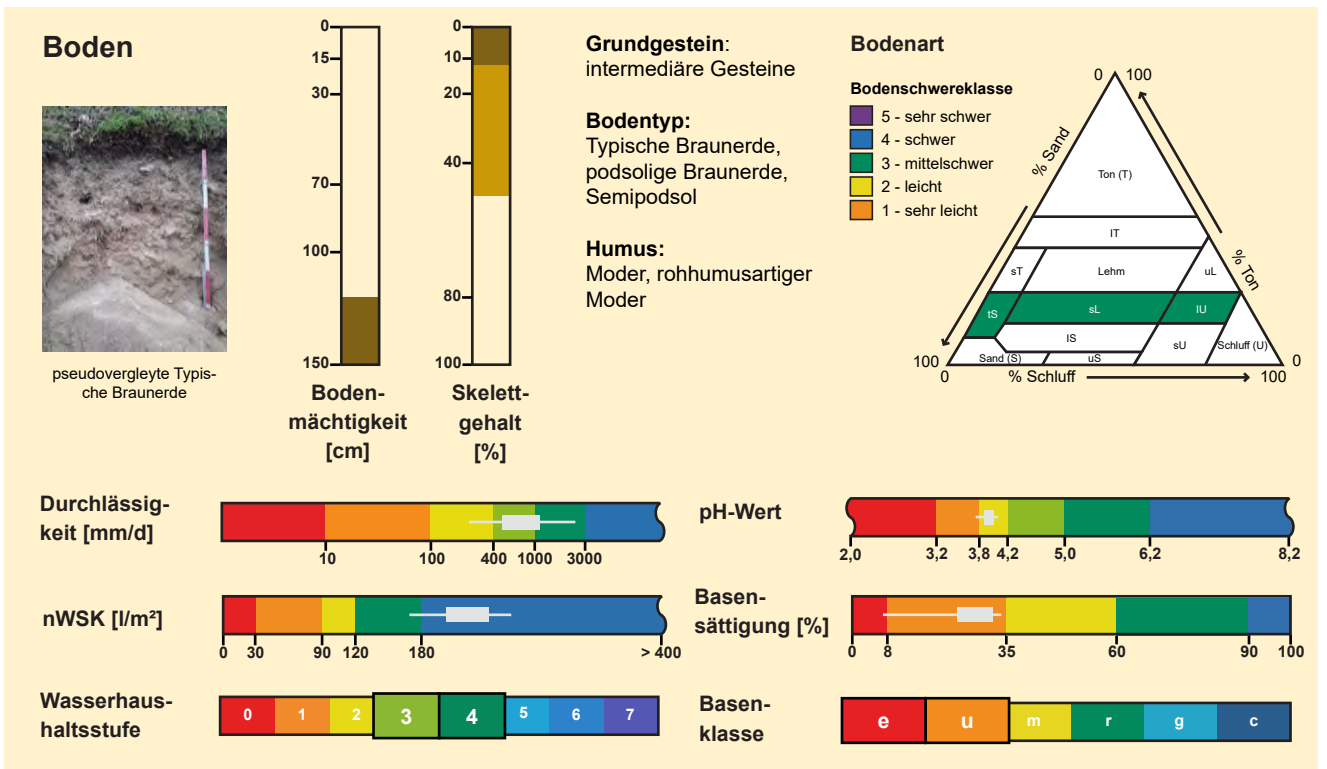 Boden
pseudovergleyte Typis-
che Braunerde
0
15
30
70
100
150
Boden-
mächtigkeit
[cm]
0
10
20
40
80
100
Skelett-
gehalt
[%]
Grundgestein:
intermediäre Gesteine
Bodentyp:
Typische Braunerde,
podsolige Braunerde,
Semipodsol
Humus:
Moder, rohhumusartiger
Moder
Bodenart
Bodenschwereklasse
5 - sehr schwer
4 - schwer
3 - mittelschwer
2 - leicht
1 - sehr leicht
0 100
% Sand
% Ton
Ton (T)
lT
sT Lehm uL
tS sL lU
lS sU Schluff (U)
Sand (S) uS
100 0
0 % Schluff 100
Durchlässig-
keit [mm/d]
10 100 400 1000 3000
pH-Wert
2,0 3,2 3,8 4,2 5,0 6,2 8,2
nWSK [l/m²]
0 30 90 120 180 > 400
Basen-
sättigung [%]
0 8 35 60 90 100
Wasserhaus-
haltsstufe
0 1 2 3 4 5 6 7
Basen-
klasse
e u m r g c